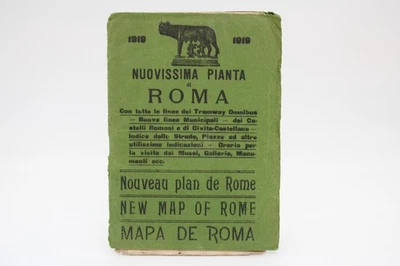 1919 1919
NUOVISSIMA PIANTA
di
ROMA
Con tutte le linee dei Tramway Omnibus
— Nuove linee Municipali — dei Ca-
stelli Romani e di Civita-Castellana —
Indice delle Strade, Piazze ed altre
utilissime indicazioni — Orario per
la visita dei Musei, Gallerie, Monu-
menti ecc.
Nouveau plan de Rome
NEW MAP OF ROME
MAPA DE ROMA